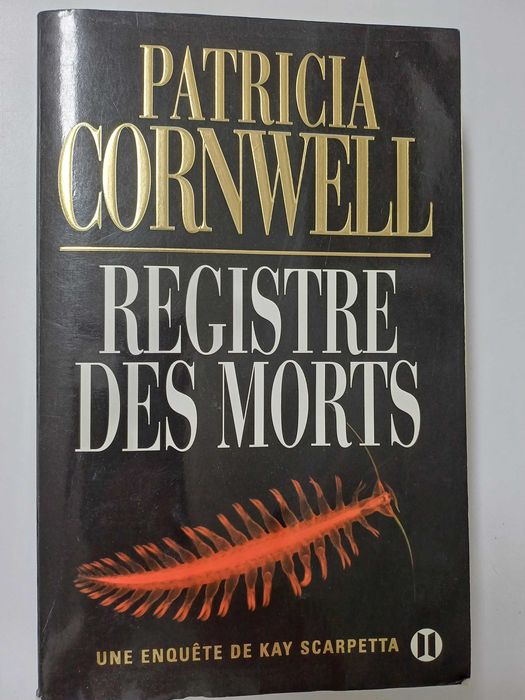 PATRICIA
CORNWELL
REGISTRE
DES MORTS
UNE ENQUÊTE DE KAY SCARPETTA